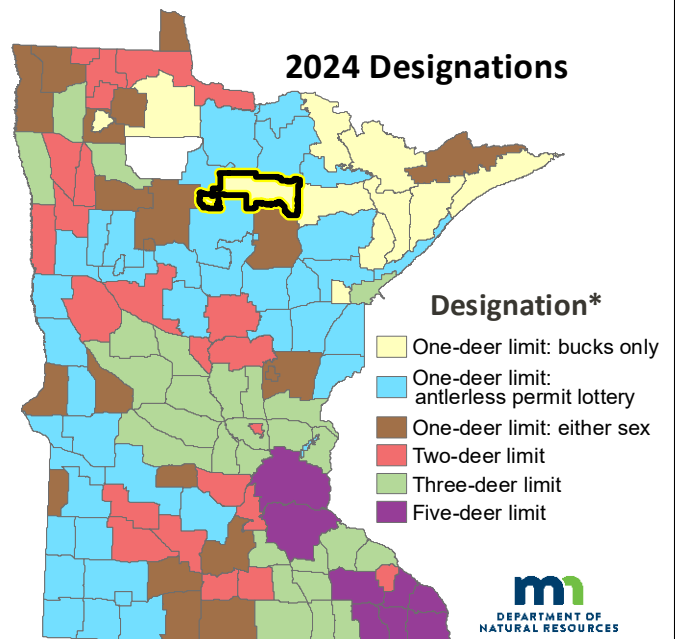 2024 Designations
Designation*
One-deer limit: bucks only
One-deer limit:
antlerless permit lottery
One-deer limit: either sex
Two-deer limit
Three-deer limit
Five-deer limit
mn
DEPARTMENT OF
NATURAL RESOURCES